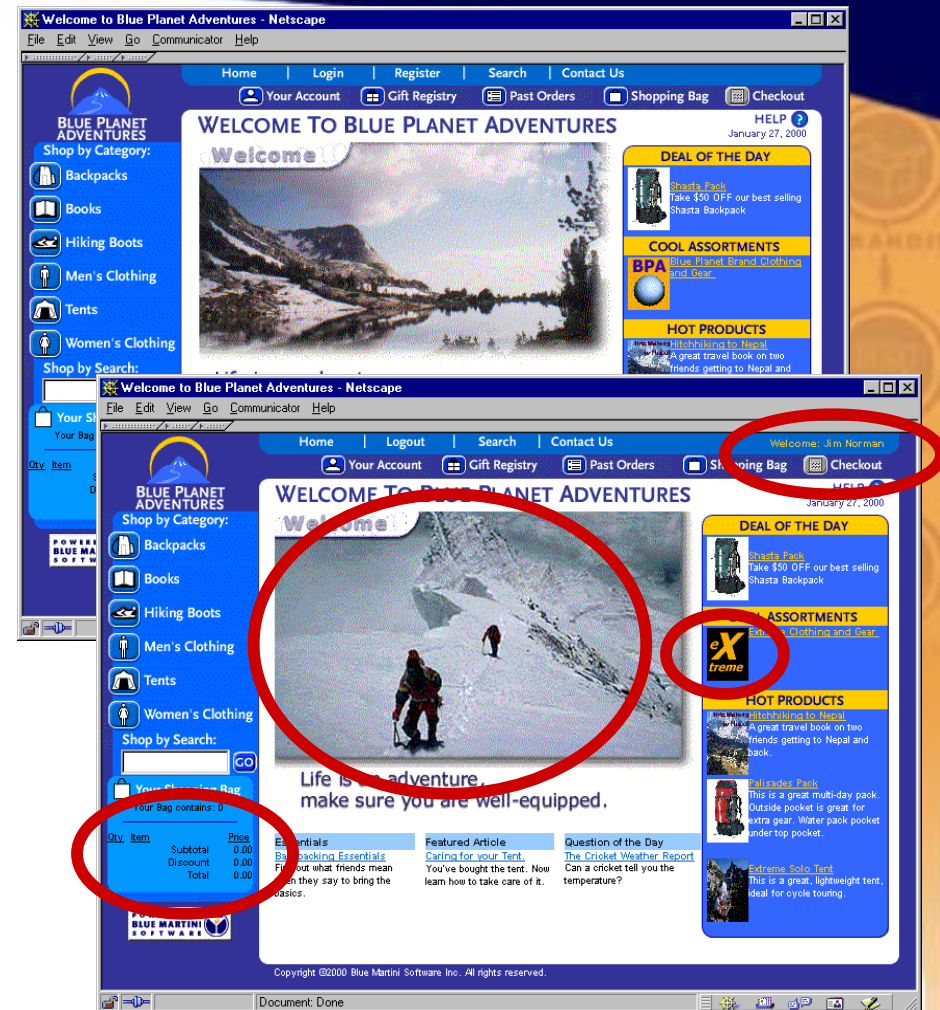 Welcome to Blue Planet Adventures - Netscape
File Edit View Go Communicator Help
Home | Login | Register | Search | Contact Us
Your Account Gift Registry Past Orders Shopping Bag Checkout
BLUE PLANET
ADVENTURES
WELCOME TO BLUE PLANET ADVENTURES
HELP ?
January 27, 2000
Shop by Category:
Backpacks
Books
Hiking Boots
Men's Clothing
Tents
Women's Clothing
Shop by Search:
Welcome
DEAL OF THE DAY
Shasta Pack
Take $50 OFF our best selling
Shasta Backpack
COOL ASSORTMENTS
BPA
Blue Planet Brand Clothing
and Gear
HOT PRODUCTS
Hitchhiking to Nepal
A great travel book on two
friends getting to Nepal and
Your Sh
Your Bag
Qty Item
S
D
POWERE
BLUE MA
SOFTW
Welcome to Blue Planet Adventures - Netscape
File Edit View Go Communicator Help
Home | Logout | Search | Contact Us
Welcome: Jim Norman
Your Account Gift Registry Past Orders Shopping Bag Checkout
BLUE PLANET
ADVENTURES
WELCOME TO BLUE PLANET ADVENTURES
HELP
January 27, 2000
Shop by Category:
Backpacks
Books
Hiking Boots
Men's Clothing
Tents
Women's Clothing
Shop by Search:
GO
Your Shopping Bag
Your Bag contains: 0
Qty Item Price
Subtotal 0.00
Discount 0.00
Total 0.00
BLUE MARTINI
SOFTWARE
Welcome
Life is an adventure,
make sure you are well-equipped.
Essentials
Backpacking Essentials
Find out what friends mean
when they say to bring the
basics.
Featured Article
Caring for your Tent.
You've bought the tent. Now
learn how to take care of it.
Question of the Day
The Cricket Weather Report
Can a cricket tell you the
temperature?
DEAL OF THE DAY
Shasta Pack
Take $50 OFF our best selling
Shasta Backpack
COOL ASSORTMENTS
eXtreme
Extreme Clothing and Gear
HOT PRODUCTS
Hitchhiking to Nepal
A great travel book on two
friends getting to Nepal and
back.
Palisades Pack
This is a great multi-day pack.
Outside pocket is great for
extra gear. Water pack pocket
under top pocket.
Extreme Solo Tent
This is a great, lightweight tent,
ideal for cycle touring.
Copyright ©2000 Blue Martini Software Inc. All rights reserved.
Document: Done